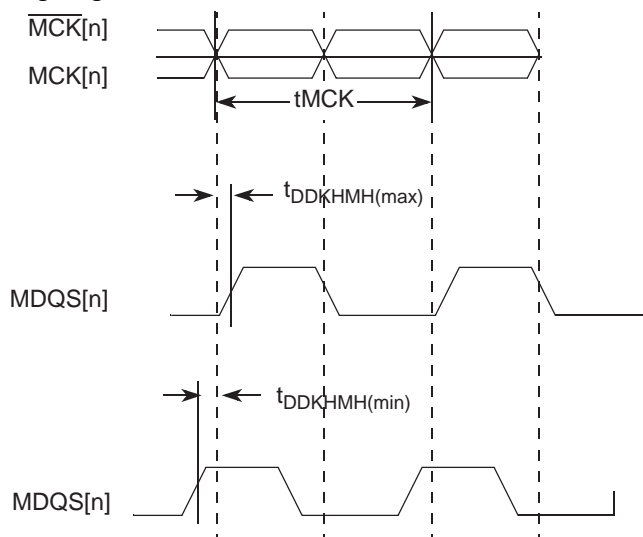 MCK[n]
MCK[n]
tMCK
tDDKHMH(max)
MDQS[n]
tDDKHMH(min)
MDQS[n]